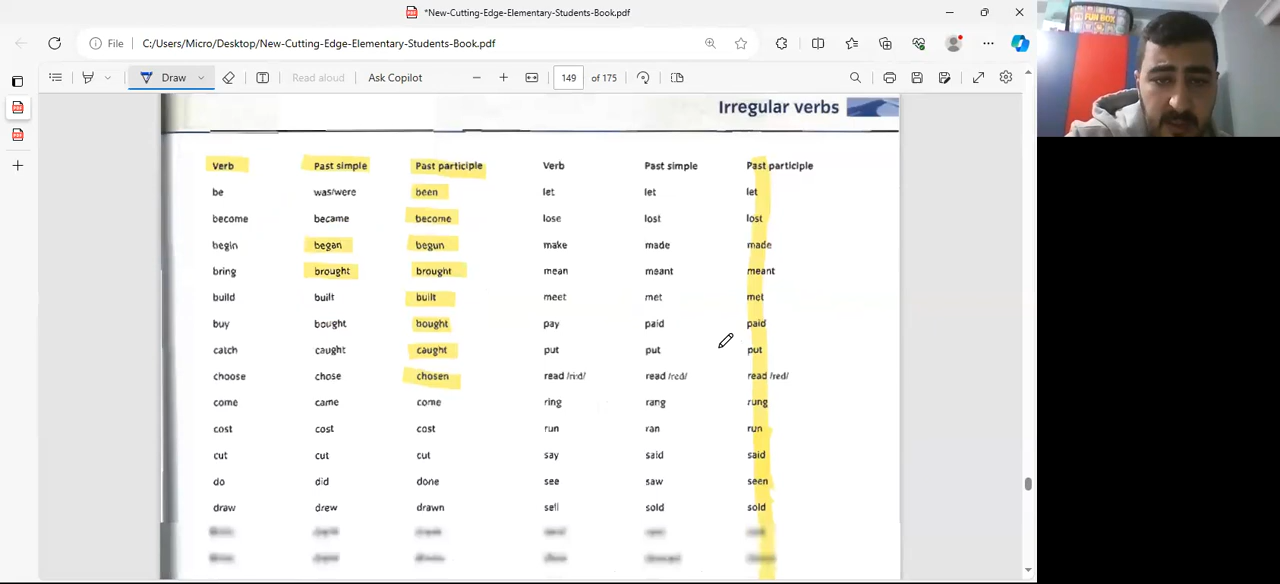 *New-Cutting-Edge-Elementary-Students-Book.pdf
File C:/Users/Micro/Desktop/New-Cutting-Edge-Elementary-Students-Book.pdf
Draw Read aloud Ask Copilot 149 of 175
FUN BOX
Irregular verbs
Verb Past simple Past participle Verb Past simple Past participle
be was/were been let let let
become became become lose lost lost
begin began begun make made made
bring brought brought mean meant meant
build built built meet met met
buy bought bought pay paid paid
catch caught caught put put put
choose chose chosen read /ri:d/ read /red/ read /red/
come came come ring rang rung
cost cost cost run ran run
cut cut cut say said said
do did done see saw seen
draw drew drawn sell sold sold